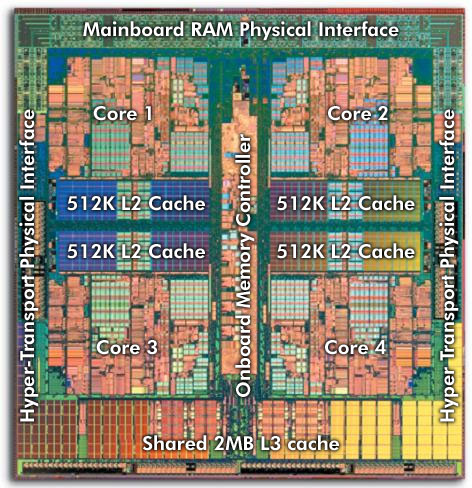 Mainboard RAM Physical Interface
Core 1
Core 2
Hyper-Transport Physical Interface
Onboard Memory Controller
Hyper Transport Physical Interface
512K L2 Cache
512K L2 Cache
512K L2 Cache
512K L2 Cache
Core 3
Core 4
Shared 2MB L3 cache